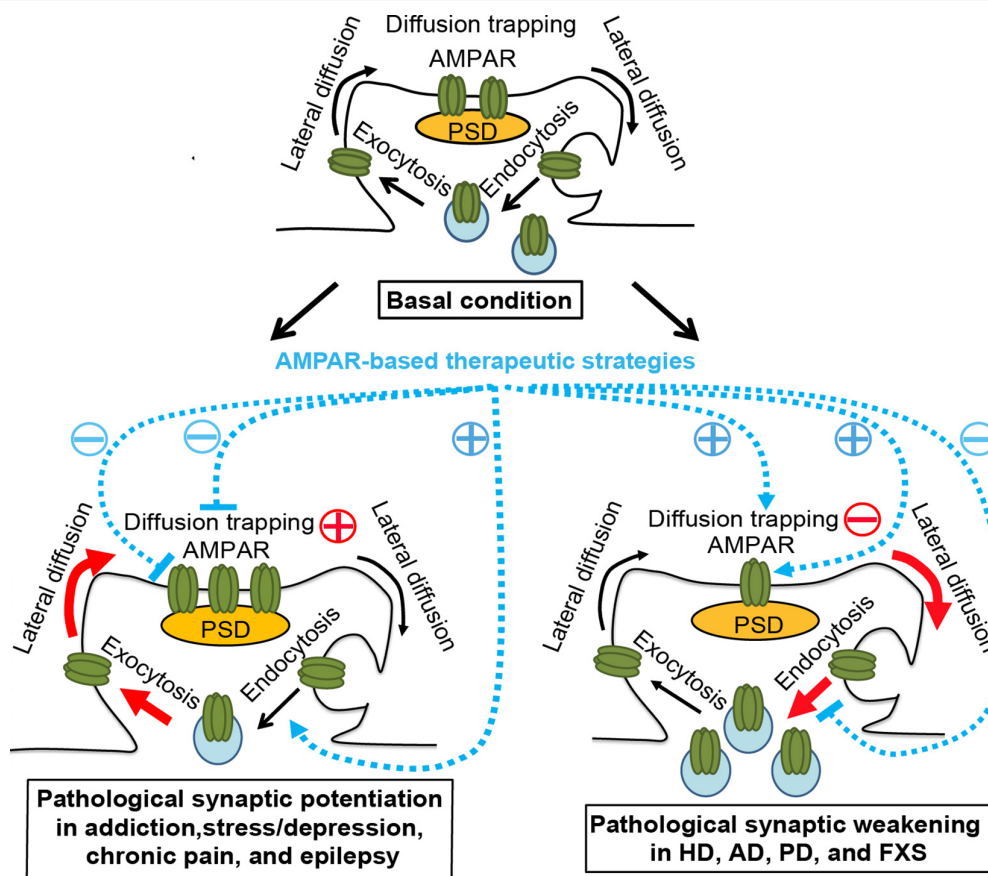 Diffusion trapping
AMPAR
Lateral diffusion
Lateral diffusion
PSD
Exocytosis
Endocytosis
Basal condition
AMPAR-based therapeutic strategies
Diffusion trapping
AMPAR
Lateral diffusion
Lateral diffusion
PSD
Exocytosis
Endocytosis
Pathological synaptic potentiation
in addiction,stress/depression,
chronic pain, and epilepsy
Diffusion trapping
AMPAR
Lateral diffusion
Lateral diffusion
PSD
Exocytosis
Endocytosis
Pathological synaptic weakening
in HD, AD, PD, and FXS